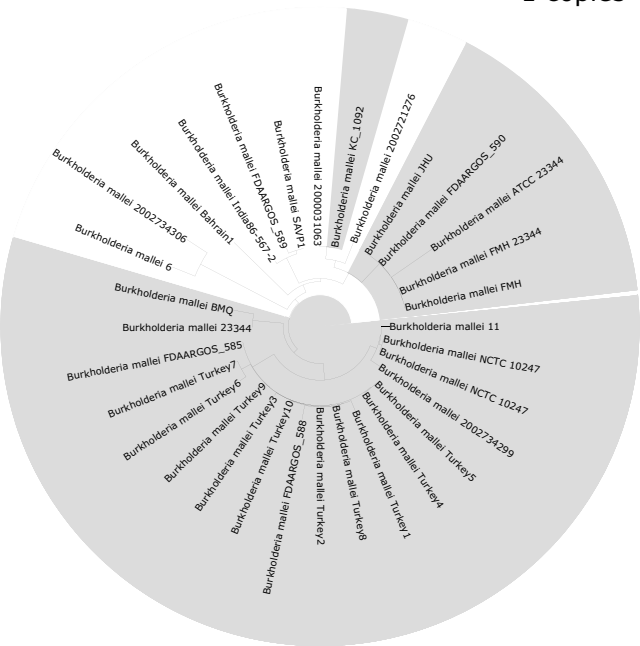 copies
Burkholderia mallei KC_1092
Burkholderia mallei 2002721276
Burkholderia mallei JHU
Burkholderia mallei FDAARGOS_590
Burkholderia mallei ATCC 23344
Burkholderia mallei FMH 23344
Burkholderia mallei FMH
Burkholderia mallei 11
Burkholderia mallei NCTC 10247
Burkholderia mallei NCTC 10247
Burkholderia mallei 2002734299
Burkholderia mallei Turkey5
Burkholderia mallei Turkey4
Burkholderia mallei Turkey1
Burkholderia mallei Turkey8
Burkholderia mallei Turkey2
Burkholderia mallei FDAARGOS_588
Burkholderia mallei Turkey10
Burkholderia mallei Turkey3
Burkholderia mallei Turkey9
Burkholderia mallei Turkey6
Burkholderia mallei Turkey7
Burkholderia mallei FDAARGOS_585
Burkholderia mallei 23344
Burkholderia mallei BMQ
Burkholderia mallei 6
Burkholderia mallei 2002734306
Burkholderia mallei Bahrain1
Burkholderia mallei India86-567-2
Burkholderia mallei FDAARGOS_589
Burkholderia mallei SAVP1
Burkholderia mallei 2000031063